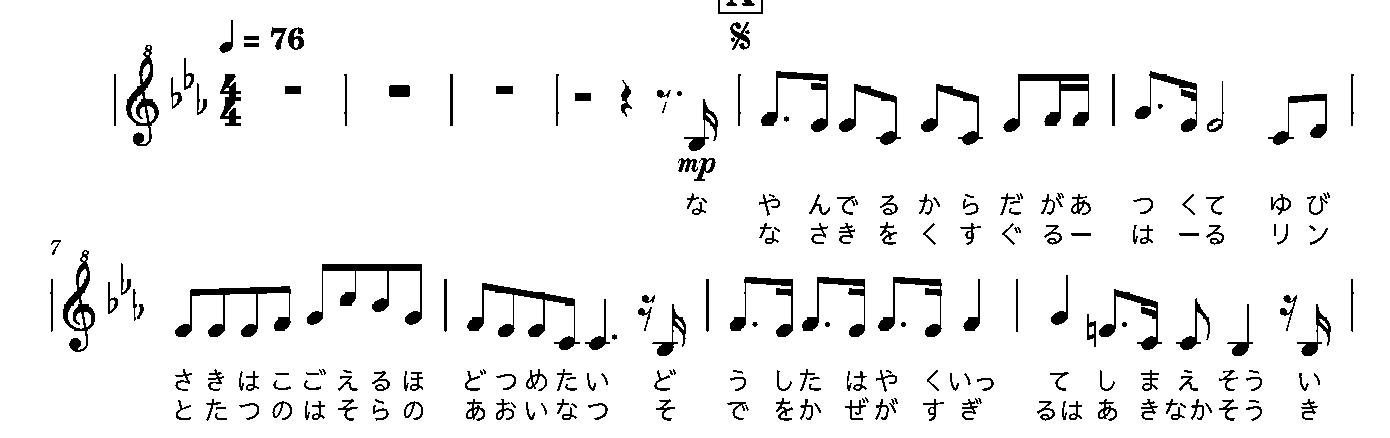 A
♩ = 76
8
4
4
mp
な や んで る か ら だ があ つ くて ゆ び
な さき を く す ぐ るー は ーる リ ン
7
8
さ き は こ ご え る ほ ど つ め た い ど う した はや くいっ て し ま え そう い
と た つ の は そ ら の あ お い な つ そ で をか ぜが す ぎ るは あ きなか そう き